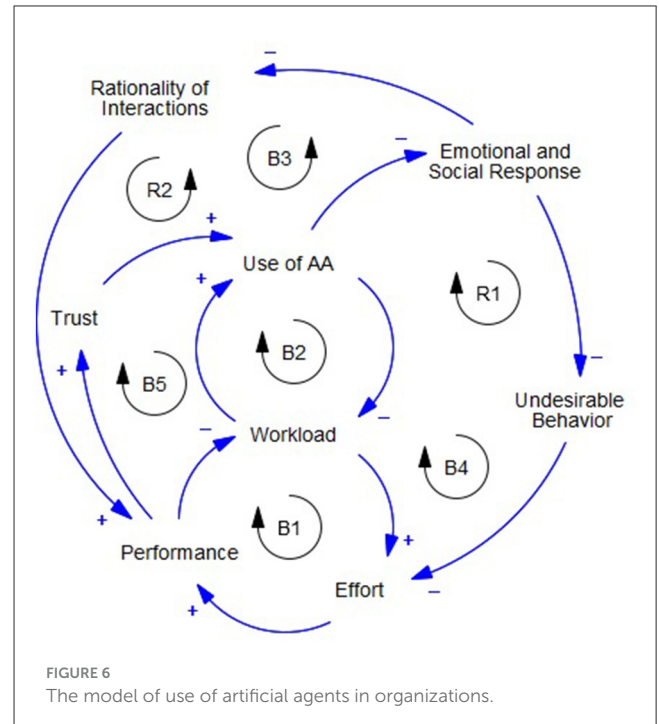 −
Rationality of
Interactions
−
Emotional and
Social Response
B3
R2
+
Use of AA
+
R1
Trust
+
B2
B5
−
Undesirable
Behavior
−
−
Workload
B4
+
B1
+
Performance
Effort
−
+
FIGURE 6
The model of use of artificial agents in organizations.